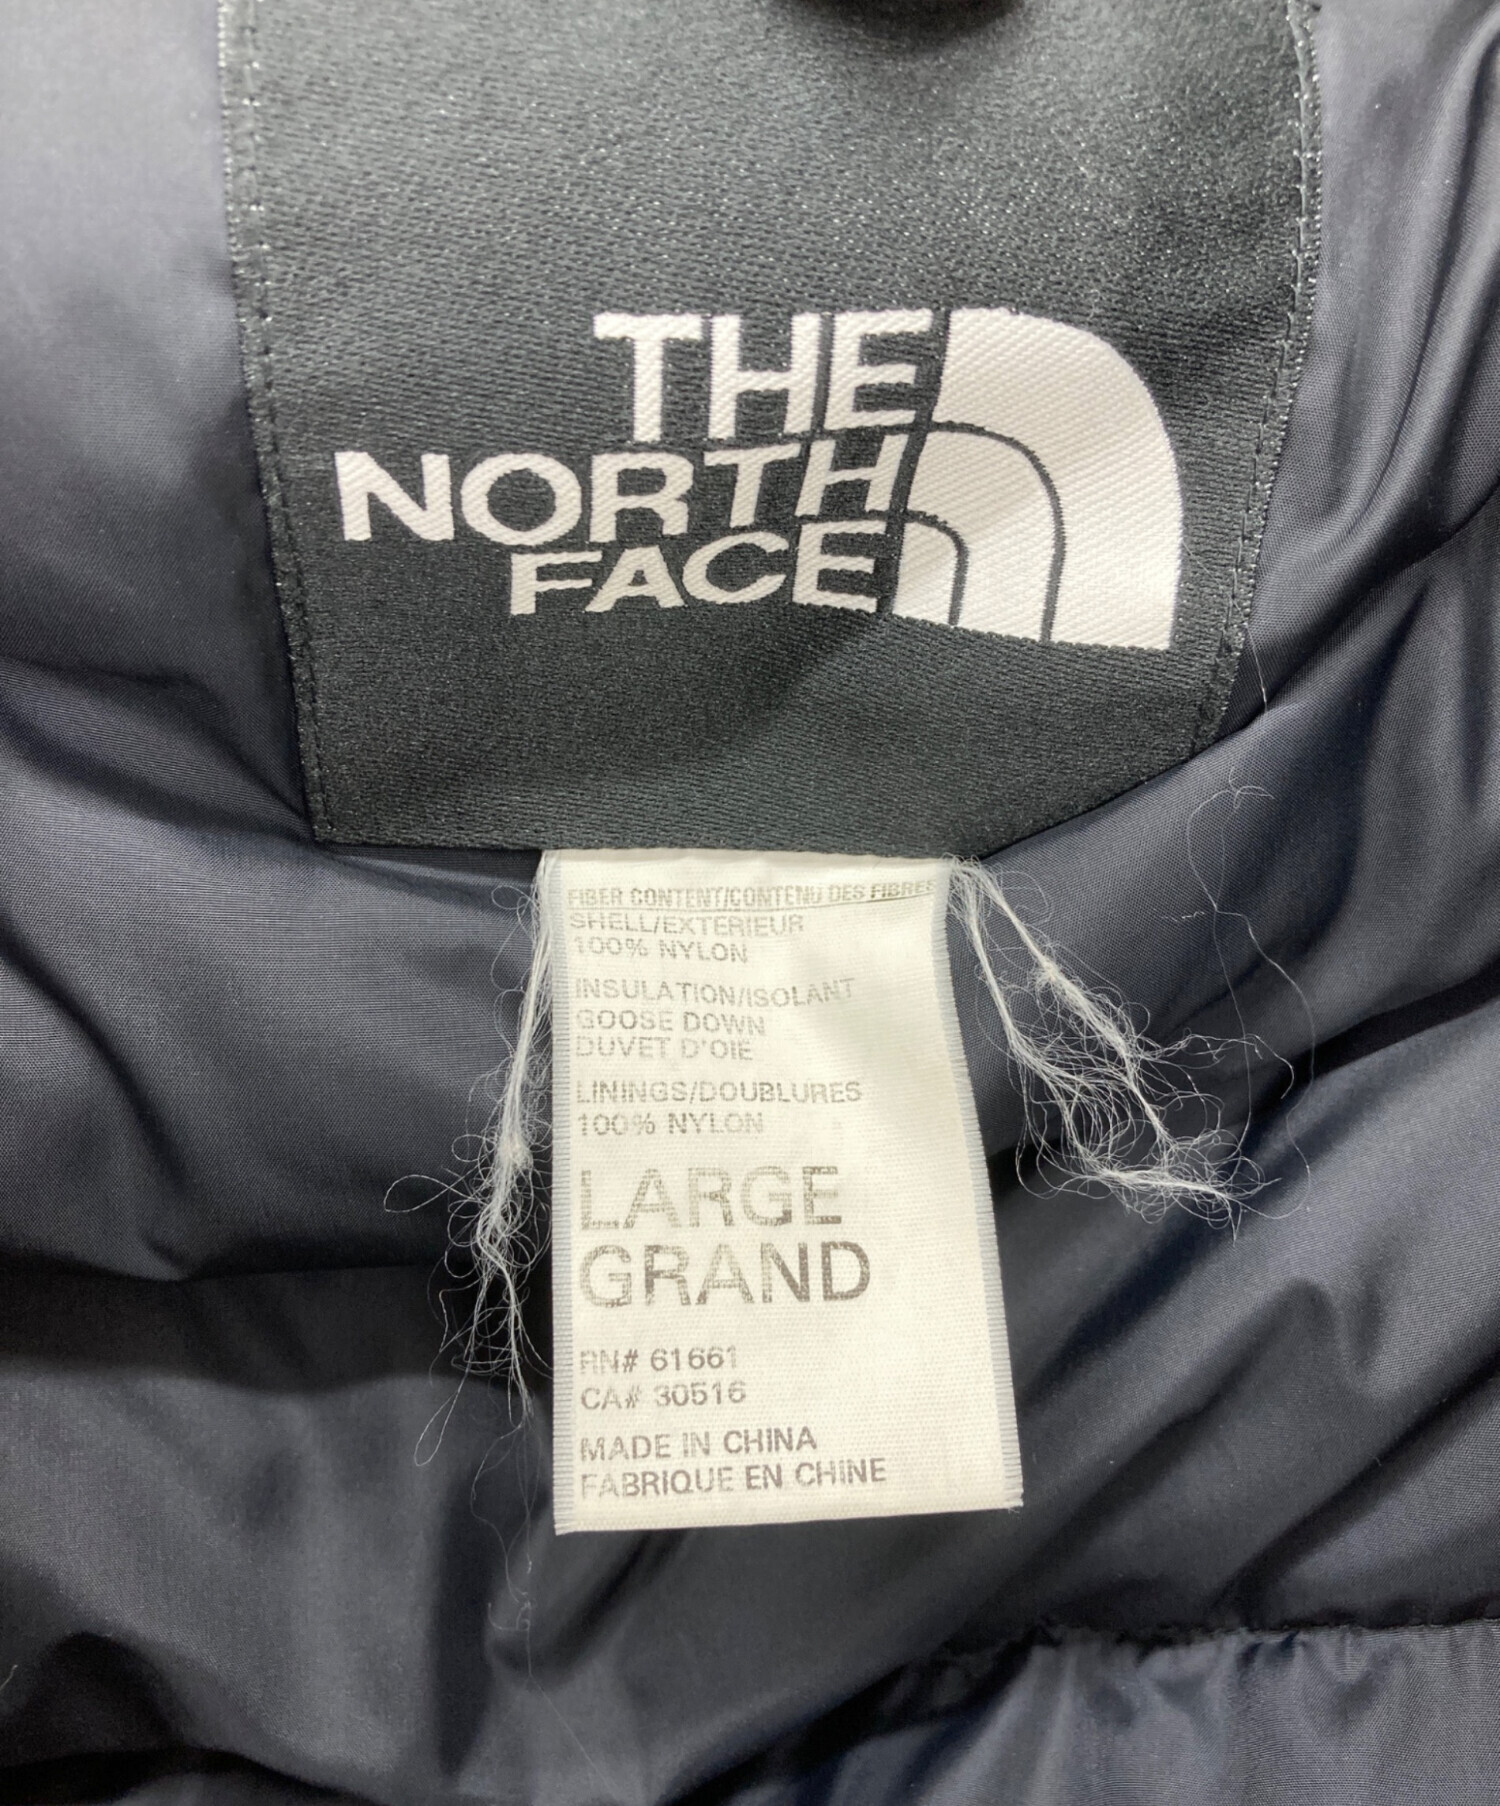 THE
NORTH
FACE
FIBER CONTENT/CONTENU DES FIBRES
SHELL/EXTERIEUR
100% NYLON
INSULATION/ISOLANT
GOOSE DOWN
DUVET D'OIE
LININGS/DOUBLURES
100% NYLON
LARGE
GRAND
RN# 61661
CA# 30516
MADE IN CHINA
FABRIQUE EN CHINE